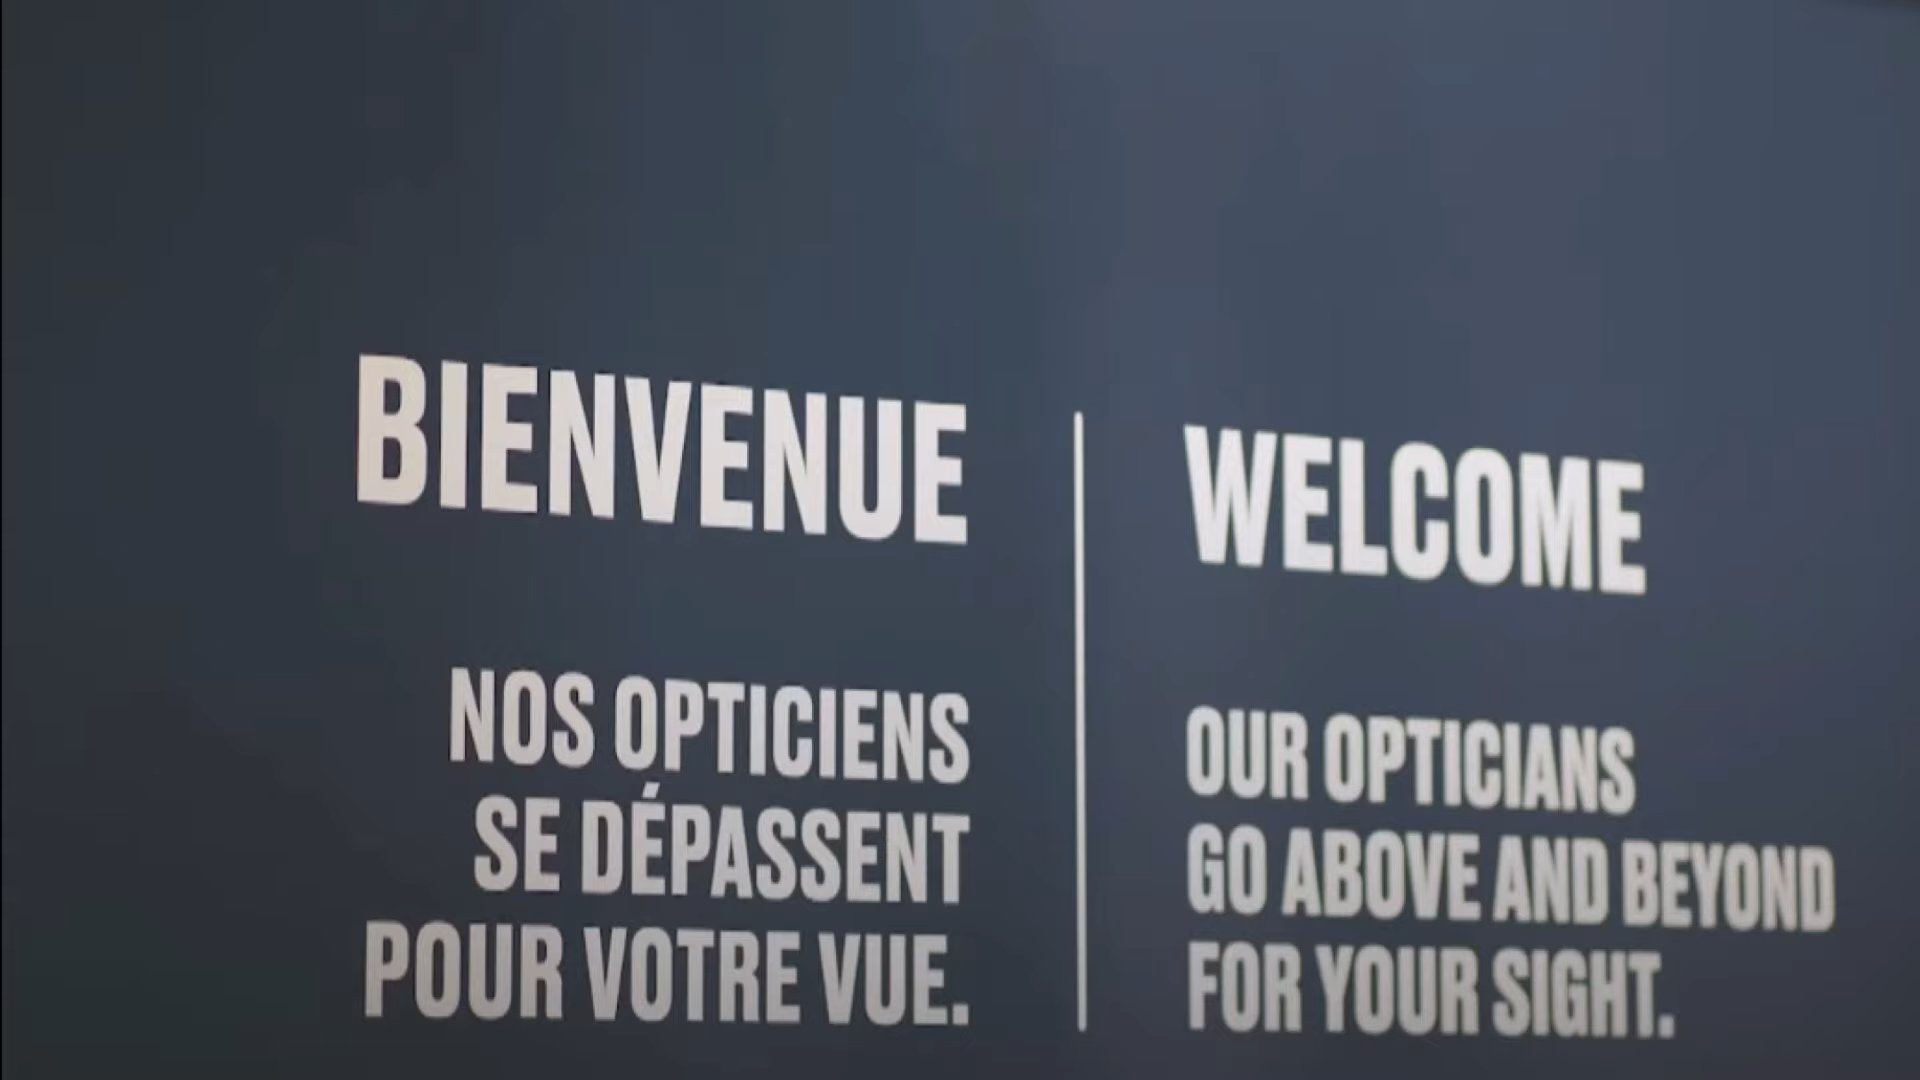 BIENVENUE
NOS OPTICIENS
SE DÉPASSENT
POUR VOTRE VUE.
WELCOME
OUR OPTICIANS
GO ABOVE AND BEYOND
FOR YOUR SIGHT.